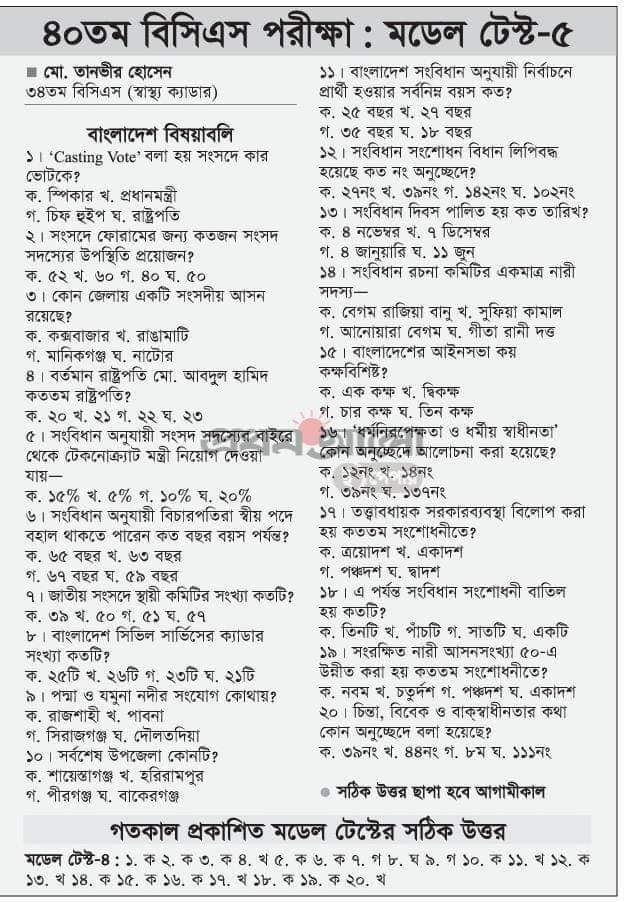 ৪০তম বিসিএস পরীক্ষা : মডেল টেস্ট-৫
মো. তানভীর হোসেন
৩৪তম বিসিএস (স্বাস্থ্য ক্যাডার)
বাংলাদেশ বিষয়াবলি
১। ‘Casting Vote’ বলা হয় সংসদে কার
ভোটকে?
ক. স্পিকার খ. প্রধানমন্ত্রী
গ. চিফ হুইপ ঘ. রাষ্ট্রপতি
২। সংসদে ফোরামের জন্য কতজন সংসদ
সদস্যের উপস্থিতি প্রয়োজন?
ক. ৫২ খ. ৬০ গ. ৪০ ঘ. ৫০
৩। কোন জেলায় একটি সংসদীয় আসন
রয়েছে?
ক. কক্সবাজার খ. রাঙামাটি
গ. মানিকগঞ্জ ঘ. নাটোর
৪। বর্তমান রাষ্ট্রপতি মো. আবদুল হামিদ
কততম রাষ্ট্রপতি?
ক. ২০ খ. ২১ গ. ২২ ঘ. ২৩
৫। সংবিধান অনুযায়ী সংসদ সদস্যের বাইরে
থেকে টেকনোক্র্যাট মন্ত্রী নিয়োগ দেওয়া
যায়—
ক. ১৫% খ. ৫% গ. ১০% ঘ. ২০%
৬। সংবিধান অনুযায়ী বিচারপতিরা স্বীয় পদে
বহাল থাকতে পারেন কত বছর বয়স পর্যন্ত?
ক. ৬৫ বছর খ. ৬৩ বছর
গ. ৬৭ বছর ঘ. ৫৯ বছর
৭। জাতীয় সংসদে স্থায়ী কমিটির সংখ্যা কতটি?
ক. ৩৯ খ. ৫০ গ. ৫১ ঘ. ৫৭
৮। বাংলাদেশ সিভিল সার্ভিসের ক্যাডার
সংখ্যা কতটি?
ক. ২৫টি খ. ২৬টি গ. ২৩টি ঘ. ২১টি
৯। পদ্মা ও যমুনা নদীর সংযোগ কোথায়?
ক. রাজশাহী খ. পাবনা
গ. সিরাজগঞ্জ ঘ. দৌলতদিয়া
১০। সর্বশেষ উপজেলা কোনটি?
ক. শায়েস্তাগঞ্জ খ. হরিরামপুর
গ. পীরগঞ্জ ঘ. বাকেরগঞ্জ
১১। বাংলাদেশ সংবিধান অনুযায়ী নির্বাচনে
প্রার্থী হওয়ার সর্বনিম্ন বয়স কত?
ক. ২৫ বছর খ. ২৭ বছর
গ. ৩৫ বছর ঘ. ১৮ বছর
১২। সংবিধান সংশোধন বিধান লিপিবদ্ধ
হয়েছে কত নং অনুচ্ছেদে?
ক. ২৭নং খ. ৩৯নং গ. ১৪২নং ঘ. ১০২নং
১৩। সংবিধান দিবস পালিত হয় কত তারিখ?
ক. ৪ নভেম্বর খ. ৭ ডিসেম্বর
গ. ৪ জানুয়ারি ঘ. ১১ জুন
১৪। সংবিধান রচনা কমিটির একমাত্র নারী
সদস্য—
ক. বেগম রাজিয়া বানু খ. সুফিয়া কামাল
গ. আনোয়ারা বেগম ঘ. গীতা রানী দত্ত
১৫। বাংলাদেশের আইনসভা কয়
কক্ষবিশিষ্ট?
ক. এক কক্ষ খ. দ্বিকক্ষ
গ. চার কক্ষ ঘ. তিন কক্ষ
১৬। ‘ধর্মনিরপেক্ষতা ও ধর্মীয় স্বাধীনতা’
কোন অনুচ্ছেদে আলোচনা করা হয়েছে?
ক. ১২নং খ. ১৪নং
গ. ৩৯নং ঘ. ১৩৭নং
১৭। তত্ত্বাবধায়ক সরকারব্যবস্থা বিলোপ করা
হয় কততম সংশোধনীতে?
ক. ত্রয়োদশ খ. একাদশ
গ. পঞ্চদশ ঘ. দ্বাদশ
১৮। এ পর্যন্ত সংবিধান সংশোধনী বাতিল
হয় কতটি?
ক. তিনটি খ. পাঁচটি গ. সাতটি ঘ. একটি
১৯। সংরক্ষিত নারী আসনসংখ্যা ৫০-এ
উন্নীত করা হয় কততম সংশোধনীতে?
ক. নবম খ. চতুর্দশ গ. পঞ্চদশ ঘ. একাদশ
২০। চিন্তা, বিবেক ও বাক্‌স্বাধীনতার কথা
কোন অনুচ্ছেদে বলা হয়েছে?
ক. ৩৯নং খ. ৪৪নং গ. ৮ম ঘ. ১১১নং
সঠিক উত্তর ছাপা হবে আগামীকাল
প্রথম আলো
গতকাল প্রকাশিত মডেল টেস্টের সঠিক উত্তর
মডেল টেস্ট-৪ : ১. ক ২. ক ৩. ক ৪. খ ৫. ক ৬. ক ৭. গ ৮. ঘ ৯. গ ১০. ক ১১. খ ১২. ক
১৩. খ ১৪. ক ১৫. ক ১৬. ক ১৭. খ ১৮. ক ১৯. ক ২০. খ